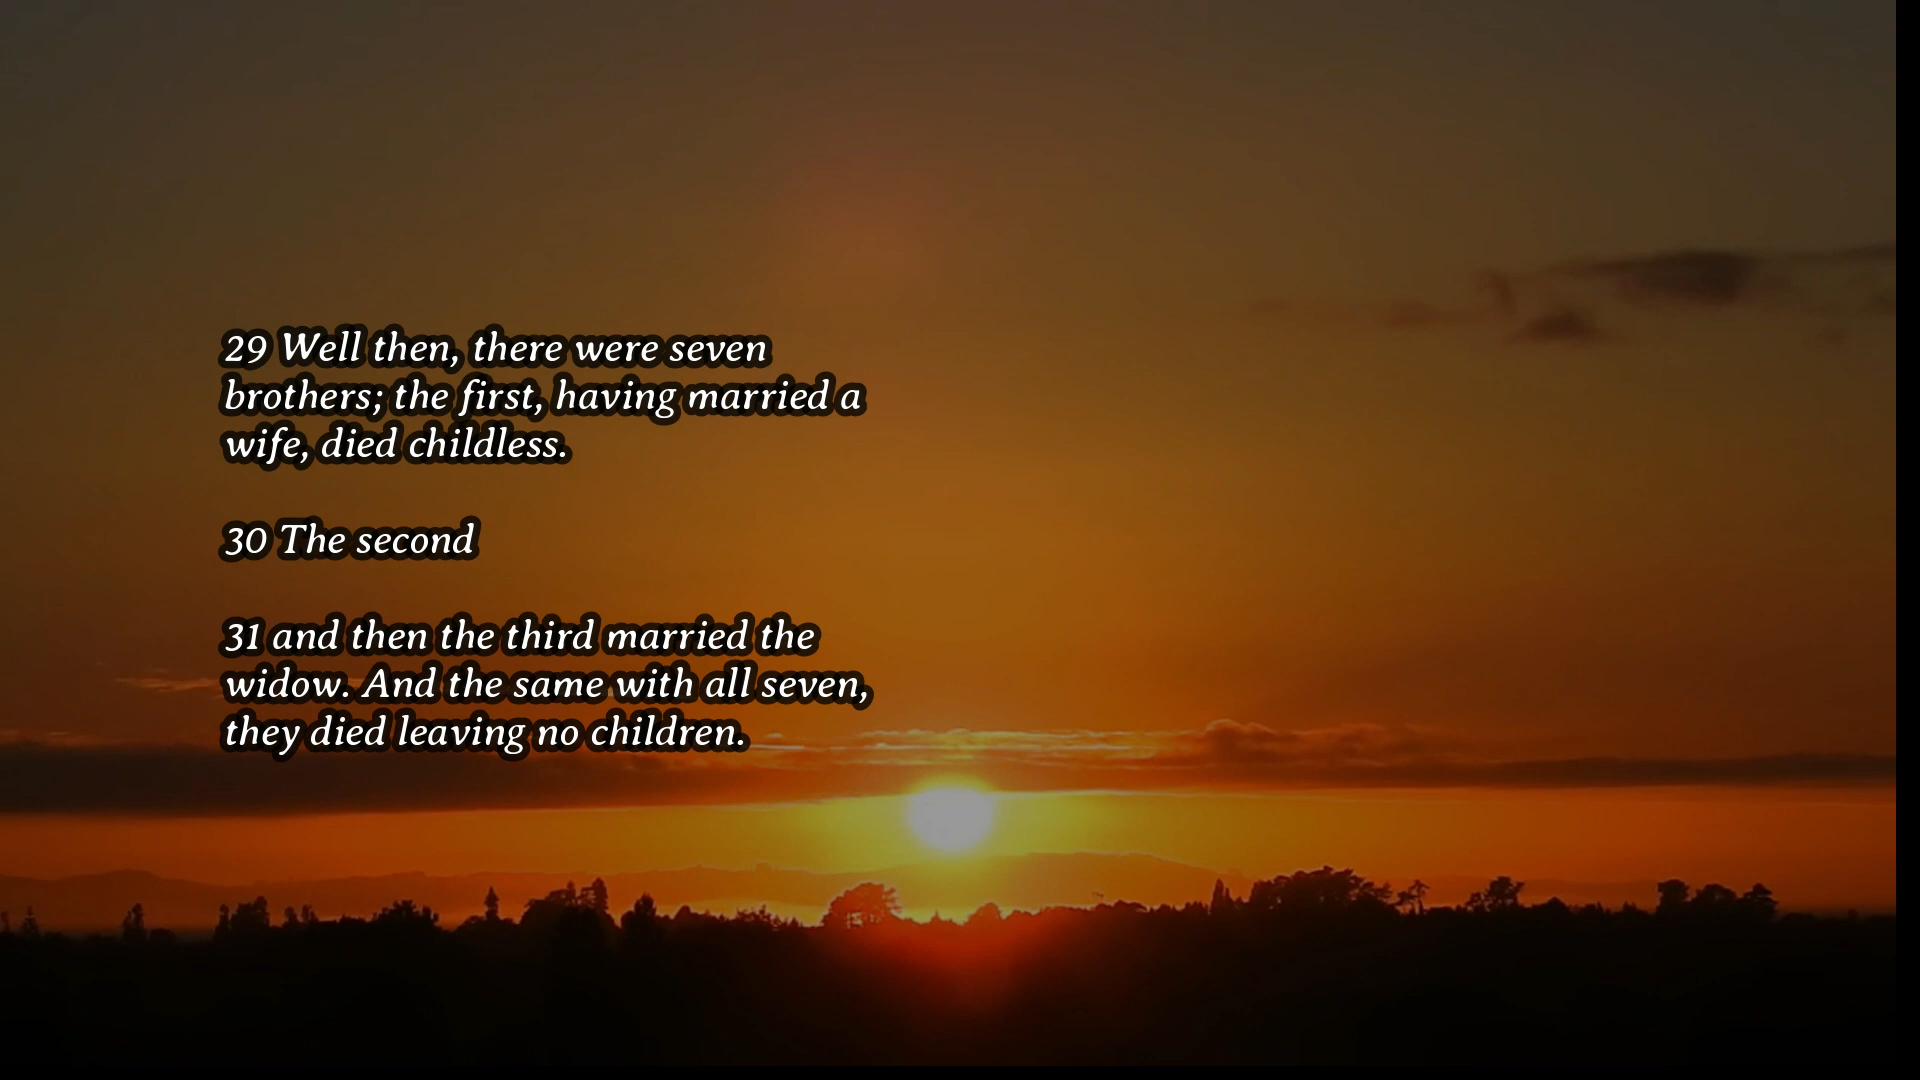 29 Well then, there were seven
brothers; the first, having married a
wife, died childless.
30 The second
31 and then the third married the
widow. And the same with all seven,
they died leaving no children.